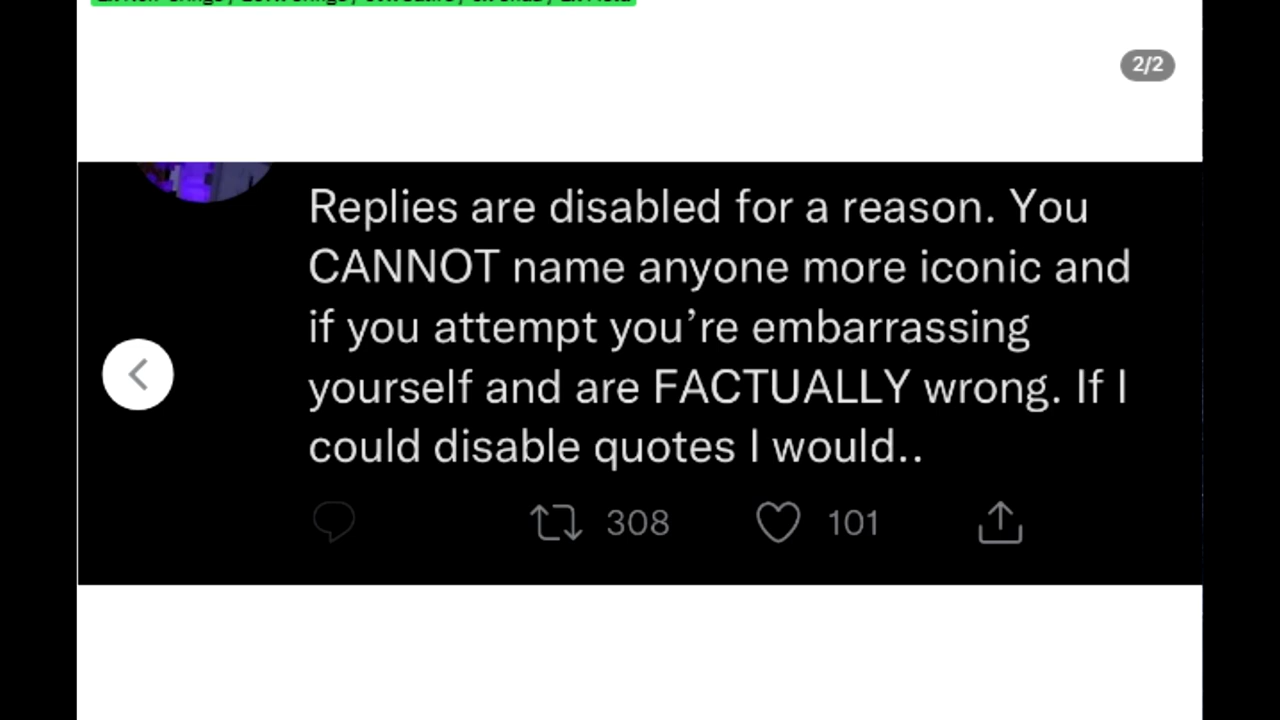 2/2
Replies are disabled for a reason. You
CANNOT name anyone more iconic and
if you attempt you’re embarrassing
yourself and are FACTUALLY wrong. If I
could disable quotes I would..
308 101